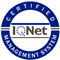 CERTIFIED
IQNet
MANAGEMENT SYSTEM